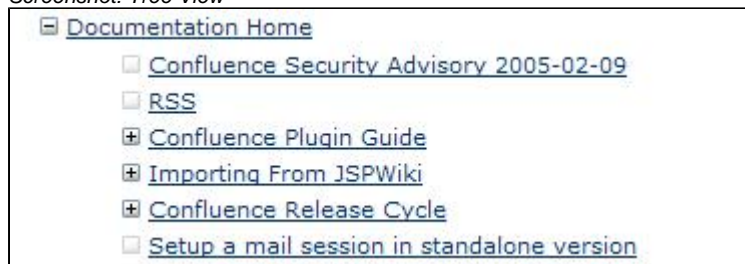 Screenshot: Tree View
Documentation Home
Confluence Security Advisory 2005-02-09
RSS
Confluence Plugin Guide
Importing From JSPWiki
Confluence Release Cycle
Setup a mail session in standalone version